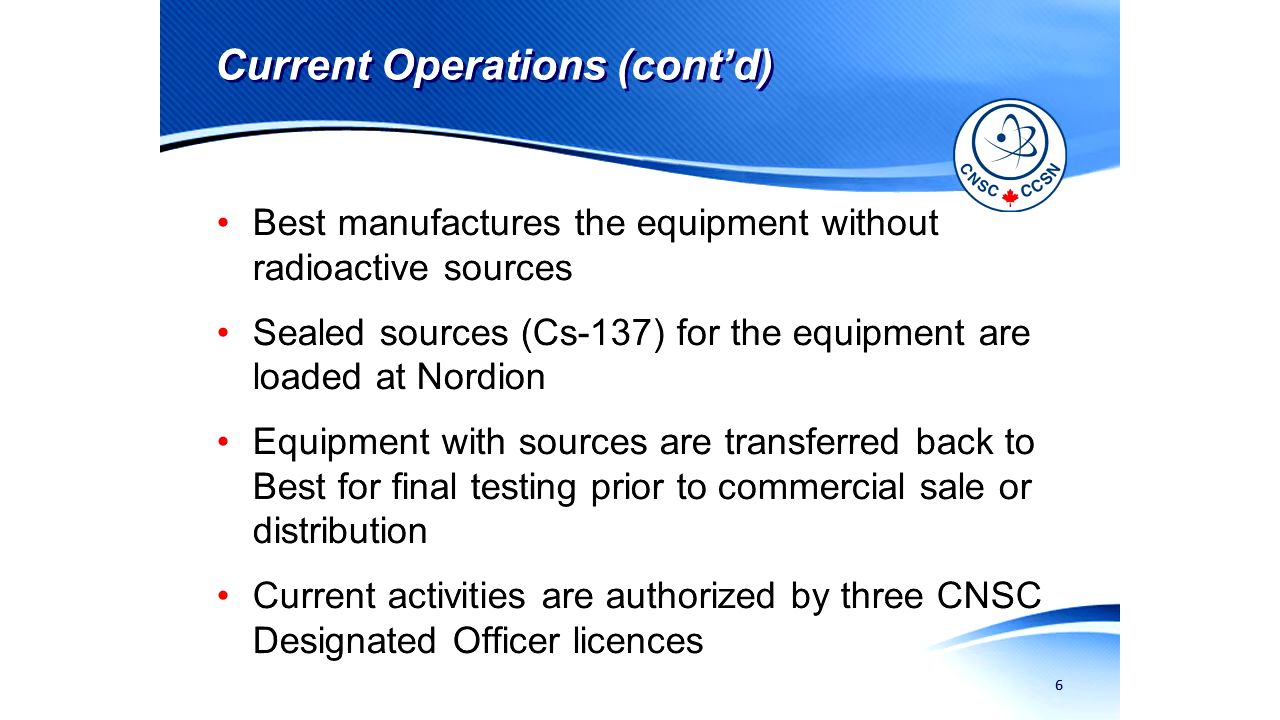 Current Operations (cont’d)
CNSC CCSN
• Best manufactures the equipment without
radioactive sources
• Sealed sources (Cs-137) for the equipment are
loaded at Nordion
• Equipment with sources are transferred back to
Best for final testing prior to commercial sale or
distribution
• Current activities are authorized by three CNSC
Designated Officer licences
6